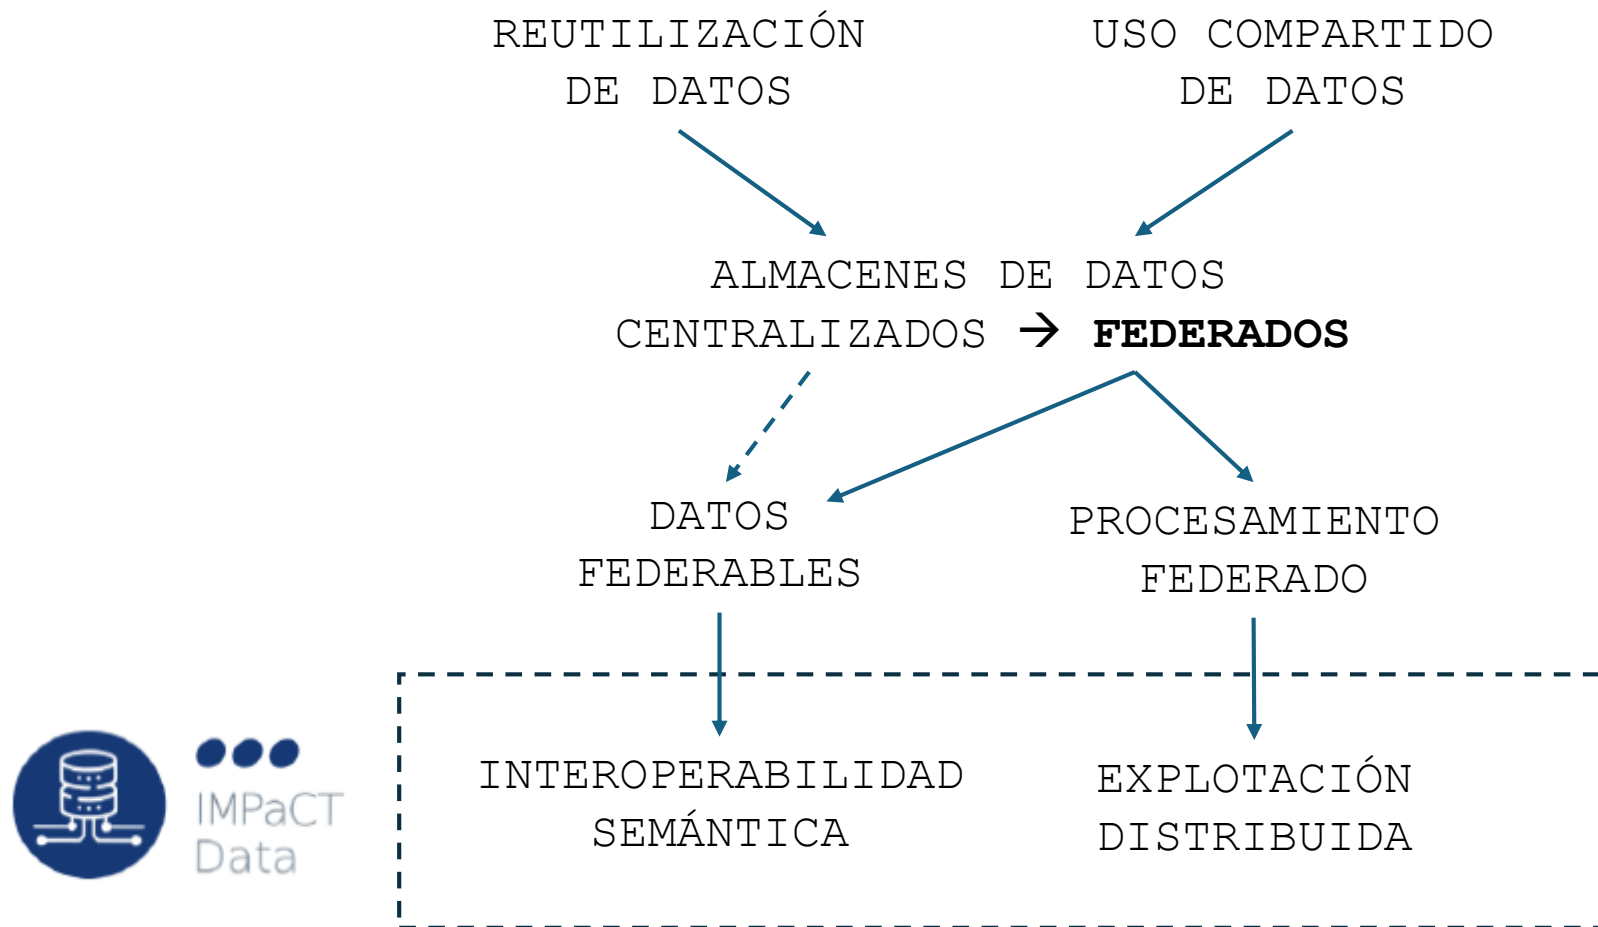 REUTILIZACIÓN
DE DATOS
USO COMPARTIDO
DE DATOS
ALMACENES DE DATOS
CENTRALIZADOS → FEDERADOS
DATOS
FEDERABLES
PROCESAMIENTO
FEDERADO
INTEROPERABILIDAD
SEMÁNTICA
EXPLOTACIÓN
DISTRIBUIDA
IMPaCT
Data